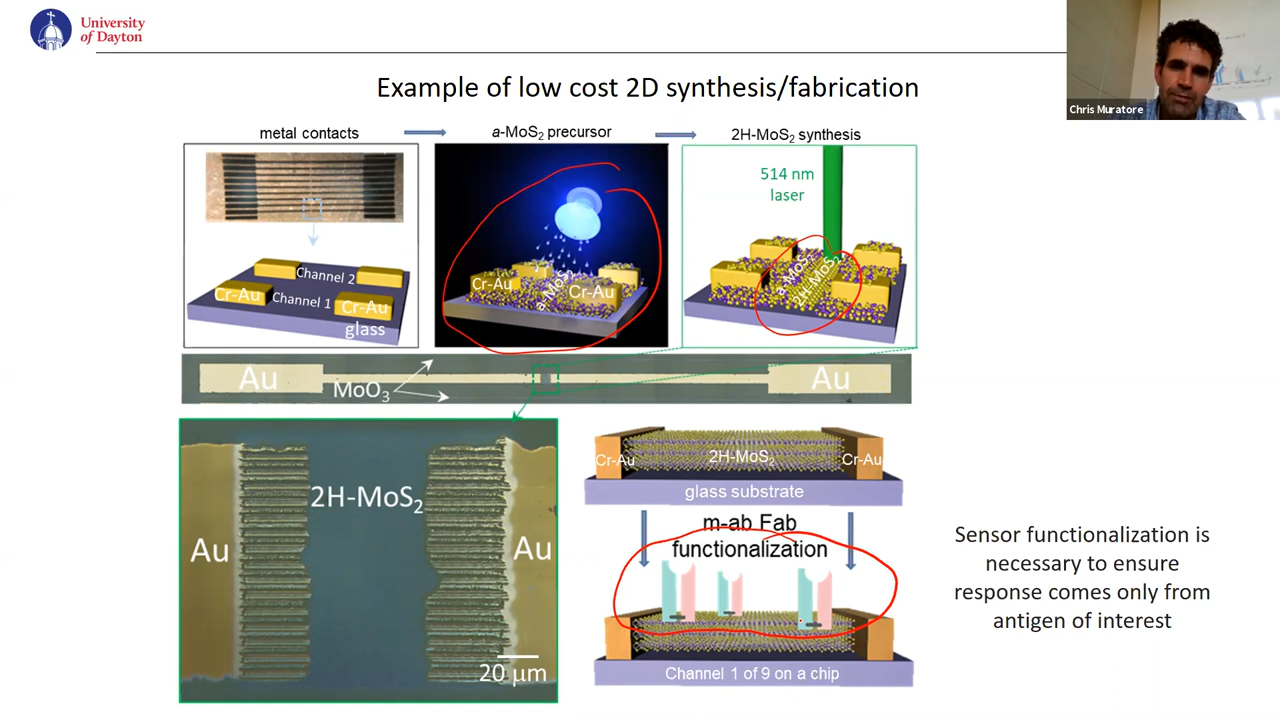 University
of Dayton
Chris Muratore
Example of low cost 2D synthesis/fabrication
metal contacts
a-MoS₂ precursor
2H-MoS₂ synthesis
Channel 2
Cr-Au
Channel 1
Cr-Au
glass
Cr-Au
a-MoS₂
Cr-Au
514 nm
laser
a-MoS₂
2H-MoS₂
Au
MoO₃
Au
Au
2H-MoS₂
Au
20 µm
Cr-Au
2H-MoS₂
Cr-Au
glass substrate
m-ab Fab
functionalization
Channel 1 of 9 on a chip
Sensor functionalization is
necessary to ensure
response comes only from
antigen of interest